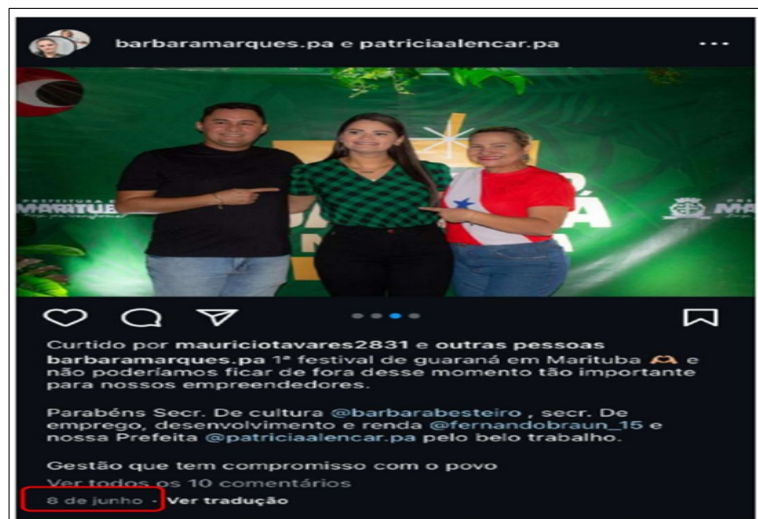 barbaramarques.pa e patriciaalencar.pa
PREFEITURA
MARITUB
Curtido por mauriciotavares2831 e outras pessoas
barbaramarques.pa 1ª festival de guaraná em Marituba 🫶🏼 e
não poderíamos ficar de fora desse momento tão importante
para nossos empreendedores.
Parabéns Secr. De cultura @barbarabesteiro , secr. De
emprego, desenvolvimento e renda @fernandobraun_15 e
nossa Prefeita @patriciaalencar.pa pelo belo trabalho.
Gestão que tem compromisso com o povo
Ver todos os 10 comentários
8 de junho · Ver tradução